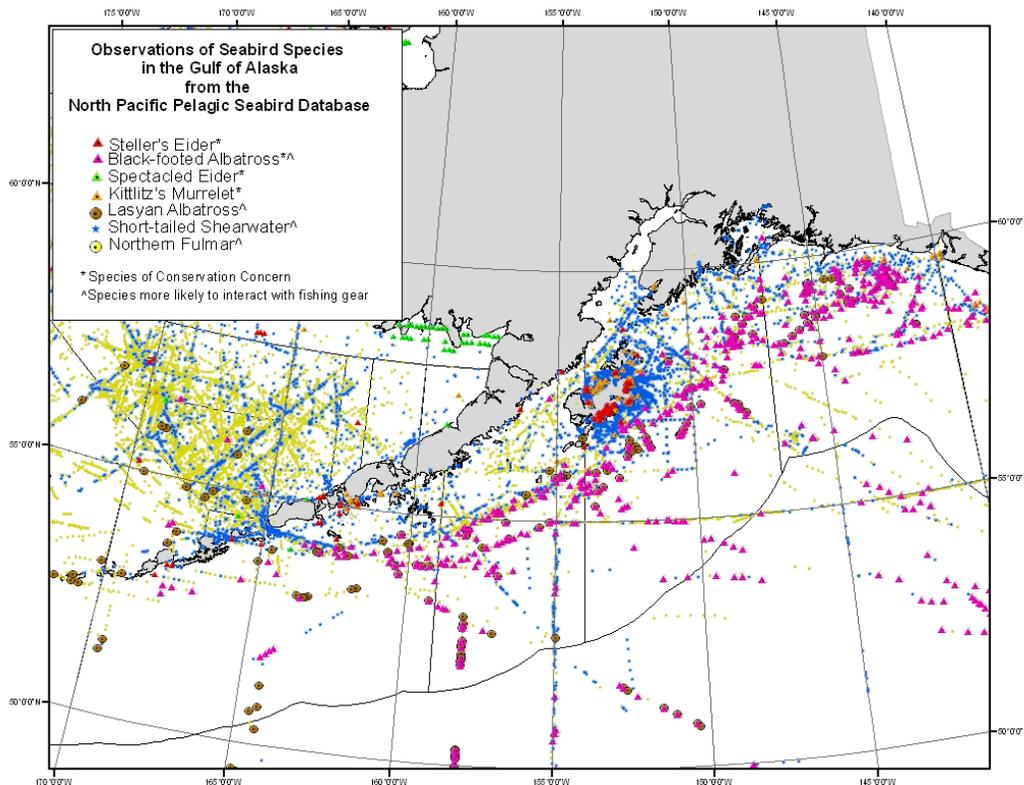 175°0'0"W 170°0'0"W 165°0'0"W 160°0'0"W 155°0'0"W 150°0'0"W 145°0'0"W 140°0'0"W
Observations of Seabird Species
in the Gulf of Alaska
from the
North Pacific Pelagic Seabird Database
Steller's Eider*
Black-footed Albatross*^
Spectacled Eider*
Kittlitz's Murrelet*
Lasyan Albatross^
Short-tailed Shearwater^
Northern Fulmar^
* Species of Conservation Concern
^Species more likely to interact with fishing gear
60°0'0"N 60°0'0"N
55°0'0"N 55°0'0"N
50°0'0"N 50°0'0"N
170°0'0"W 165°0'0"W 160°0'0"W 155°0'0"W 150°0'0"W 145°0'0"W